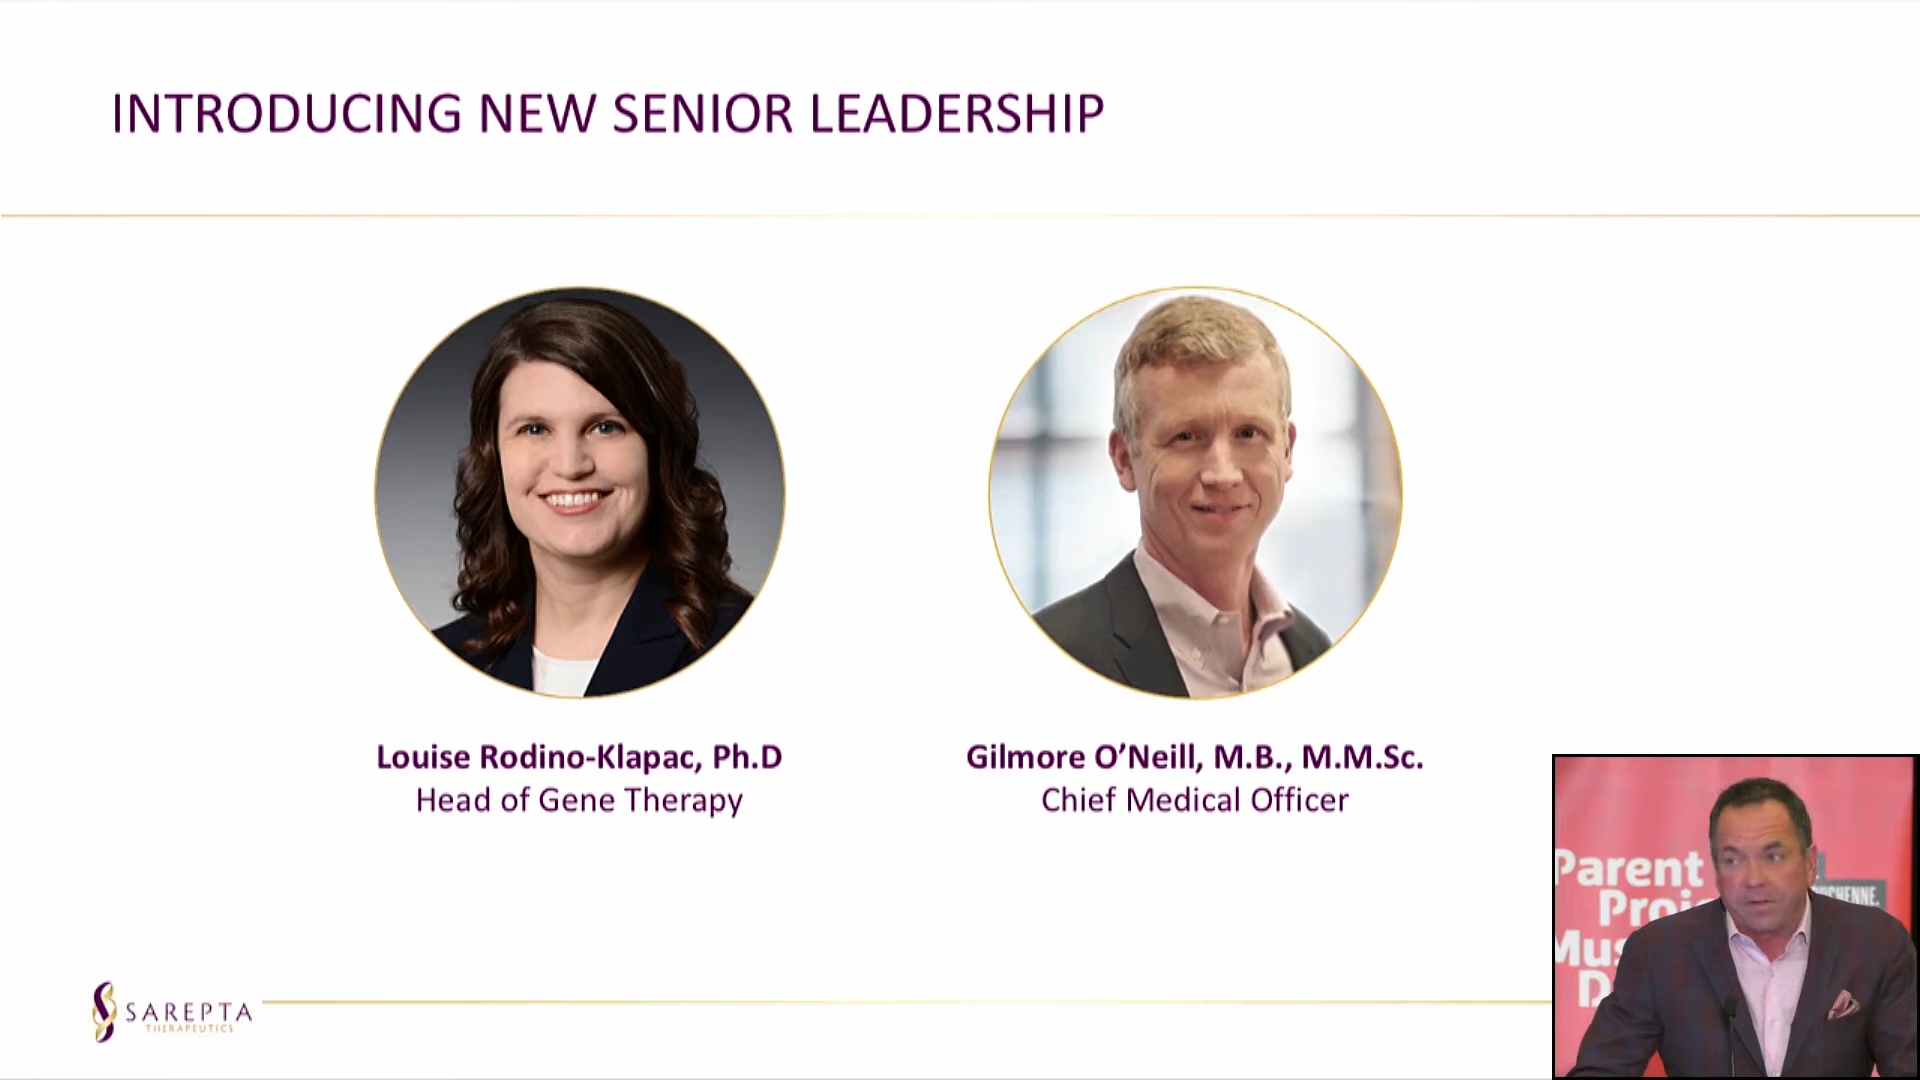 INTRODUCING NEW SENIOR LEADERSHIP
Louise Rodino-Klapac, Ph.D
Head of Gene Therapy
Gilmore O’Neill, M.B., M.M.Sc.
Chief Medical Officer
SAREPTA
THERAPEUTICS
Parent